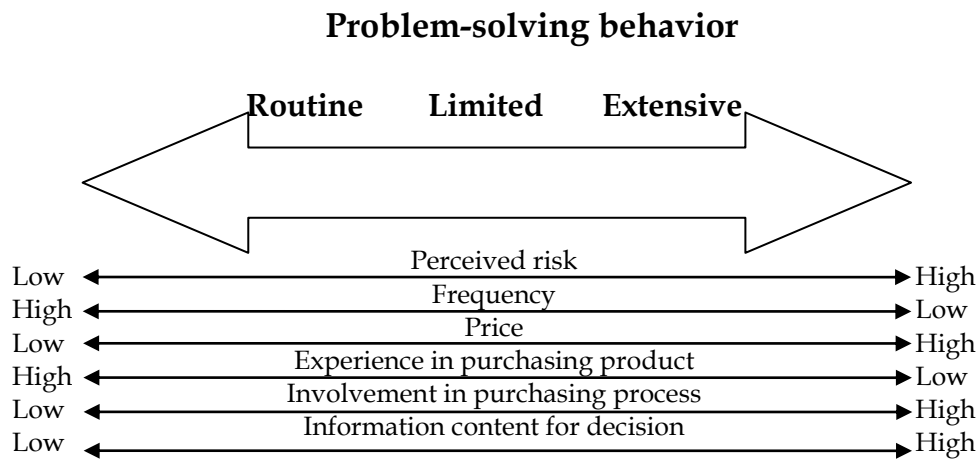 Problem-solving behavior
Routine Limited Extensive
Perceived risk
Low High
Frequency
High Low
Price
Low High
Experience in purchasing product
High Low
Involvement in purchasing process
Low High
Information content for decision
Low High